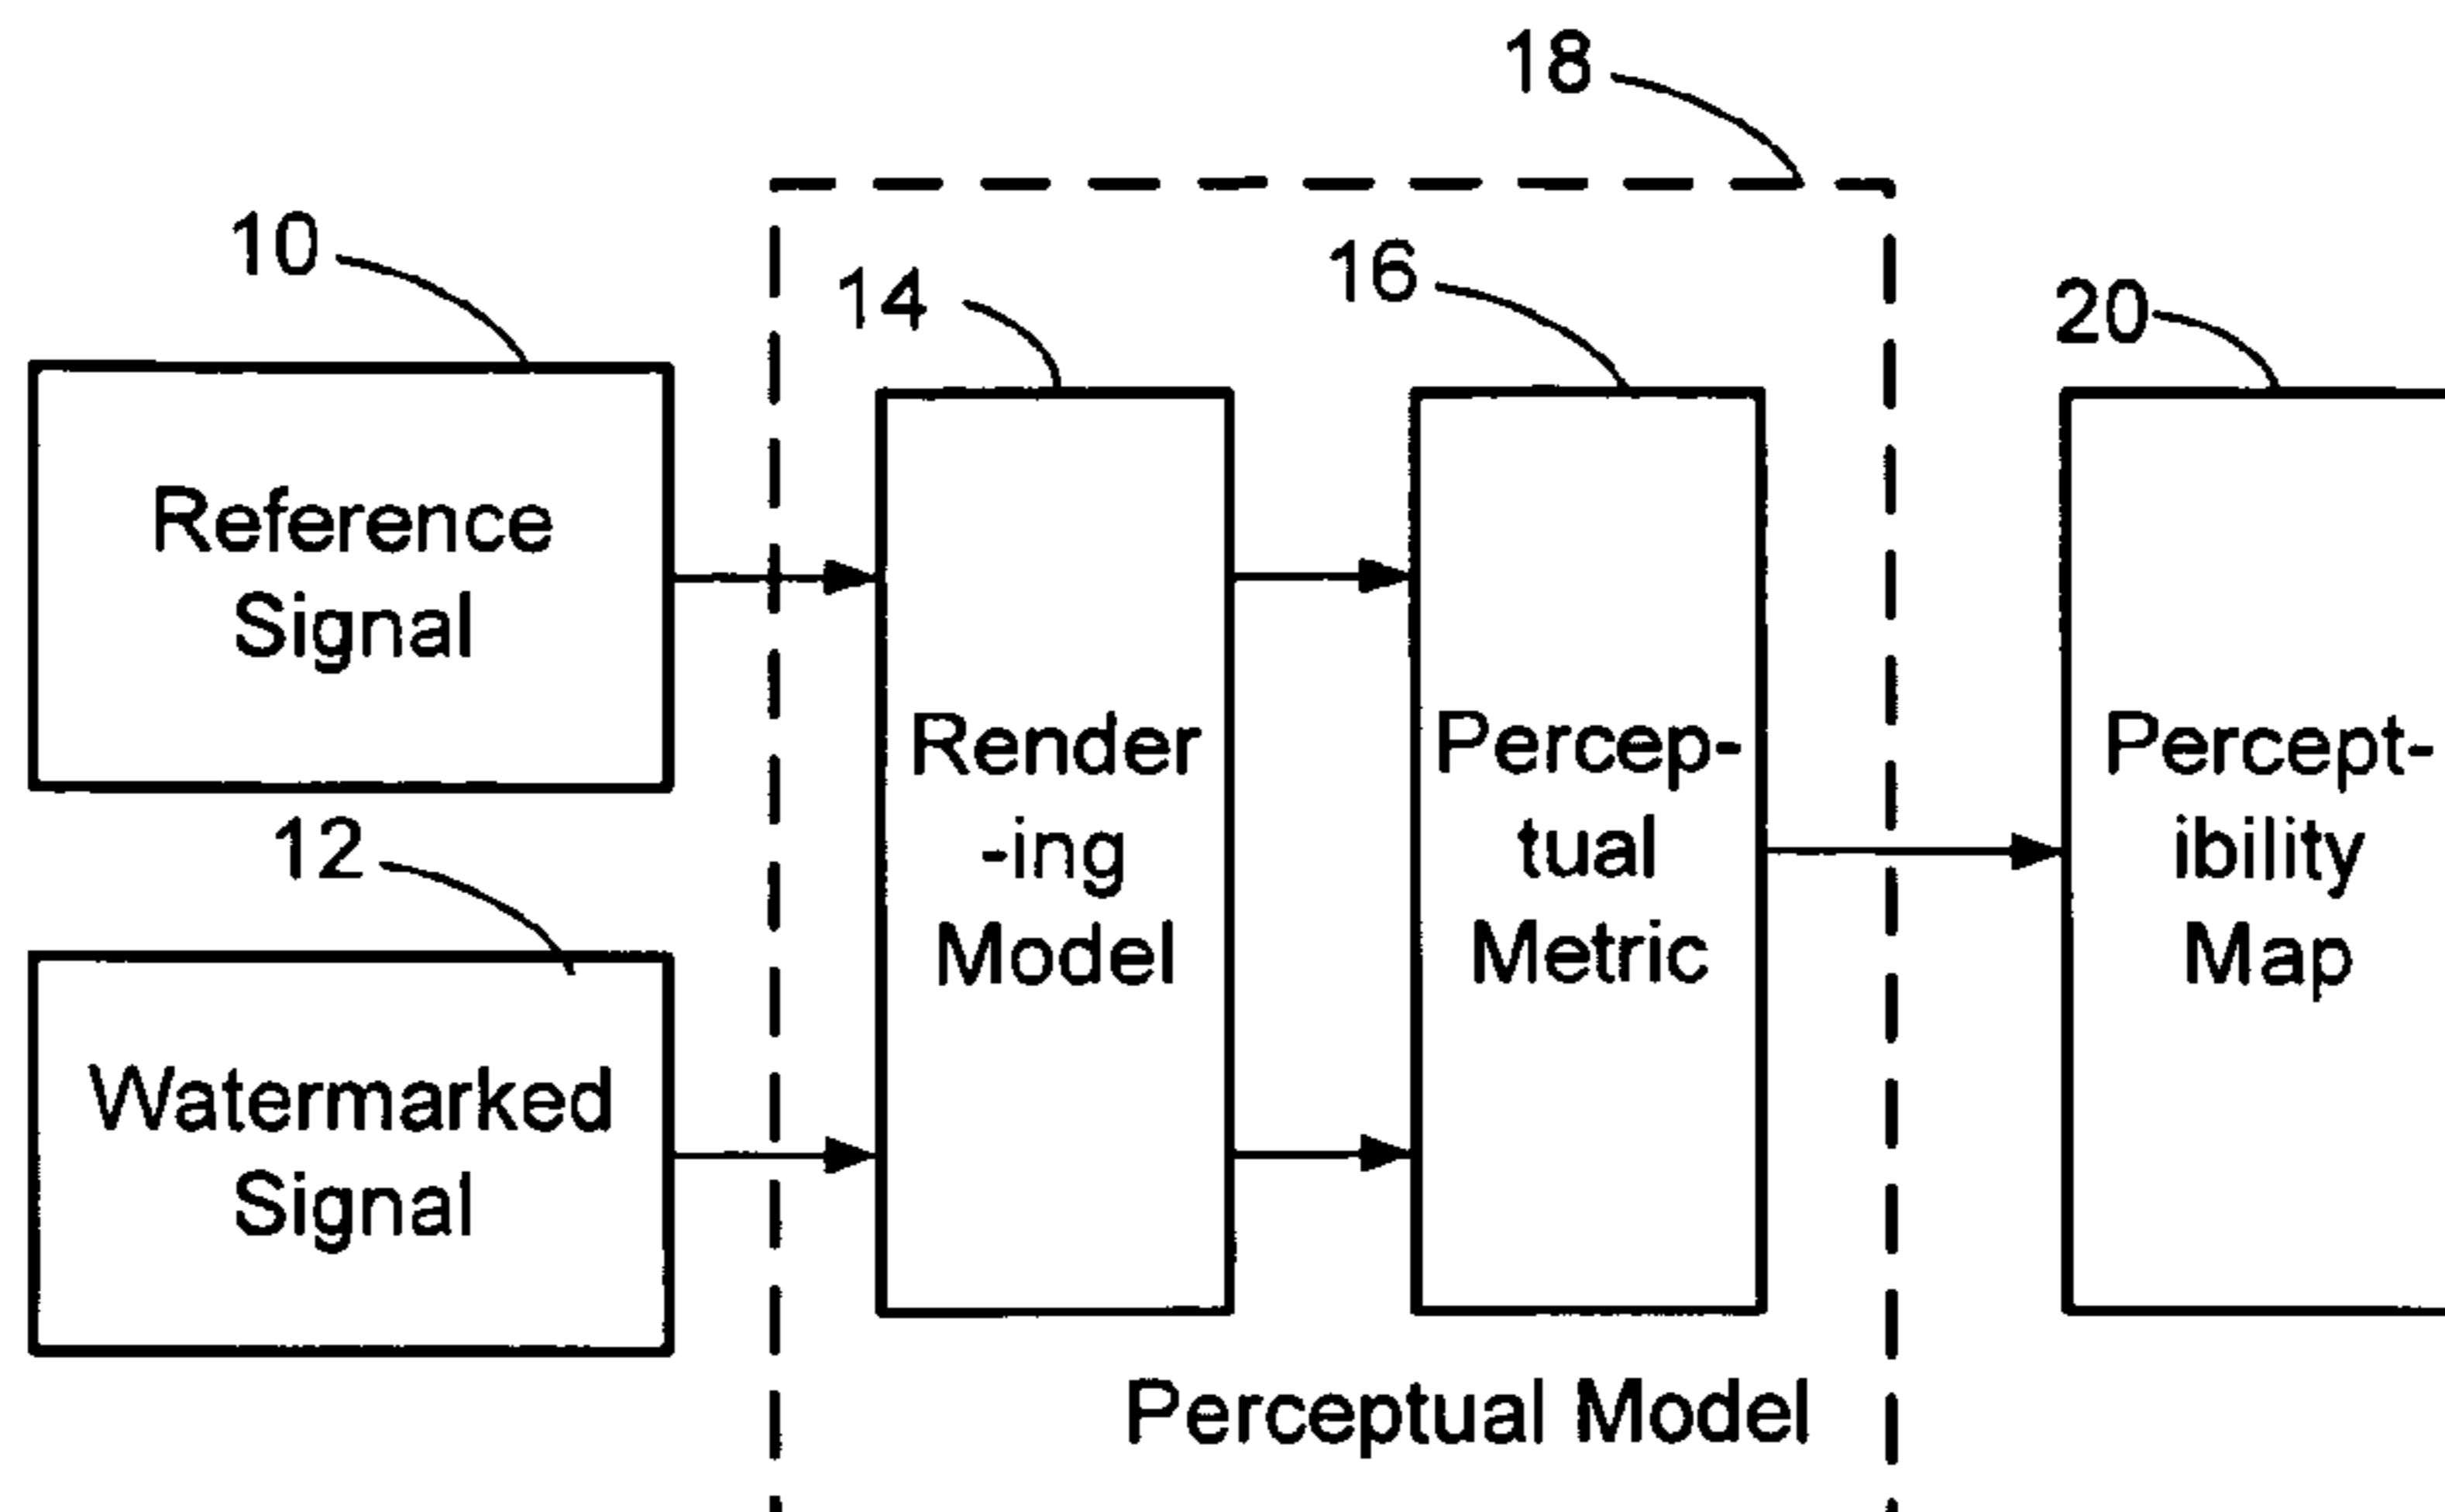 18
10
14
16
20
Reference
Signal
12
Render
-ing
Model
Percep-
tual
Metric
Percept-
ibility
Map
Watermarked
Signal
Perceptual Model